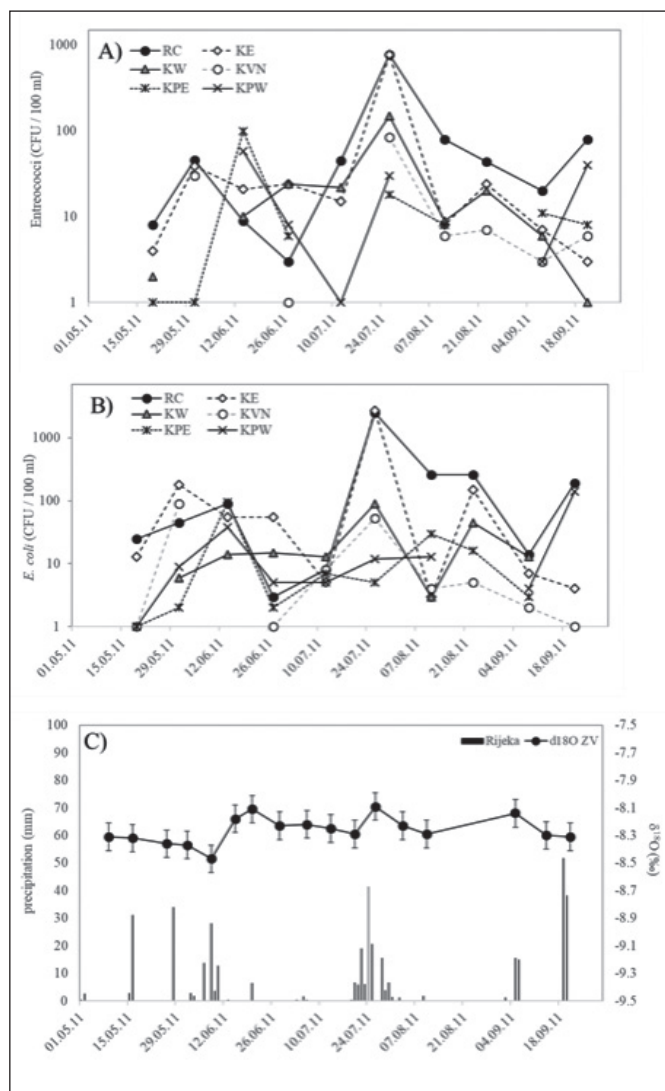 A)
RC KE
KW KVN
KPE KPW
Entreococci (CFU / 100 ml)
1000
100
10
1
01.05.11 15.05.11 29.05.11 12.06.11 26.06.11 10.07.11 24.07.11 07.08.11 21.08.11 04.09.11 18.09.11
B)
RC KE
KW KVN
KPE KPW
E. coli (CFU / 100 ml)
1000
100
10
1
01.05.11 15.05.11 29.05.11 12.06.11 26.06.11 10.07.11 24.07.11 07.08.11 21.08.11 04.09.11 18.09.11
C)
Rijeka d18O ZV
precipitation (mm)
100
90
80
70
60
50
40
30
20
10
0
-7.5
-7.7
-7.9
-8.1
-8.3
-8.5
-8.7
-8.9
-9.1
-9.3
-9.5
δ¹⁸O(‰)
01.05.11 15.05.11 29.05.11 12.06.11 26.06.11 10.07.11 24.07.11 07.08.11 21.08.11 04.09.11 18.09.11